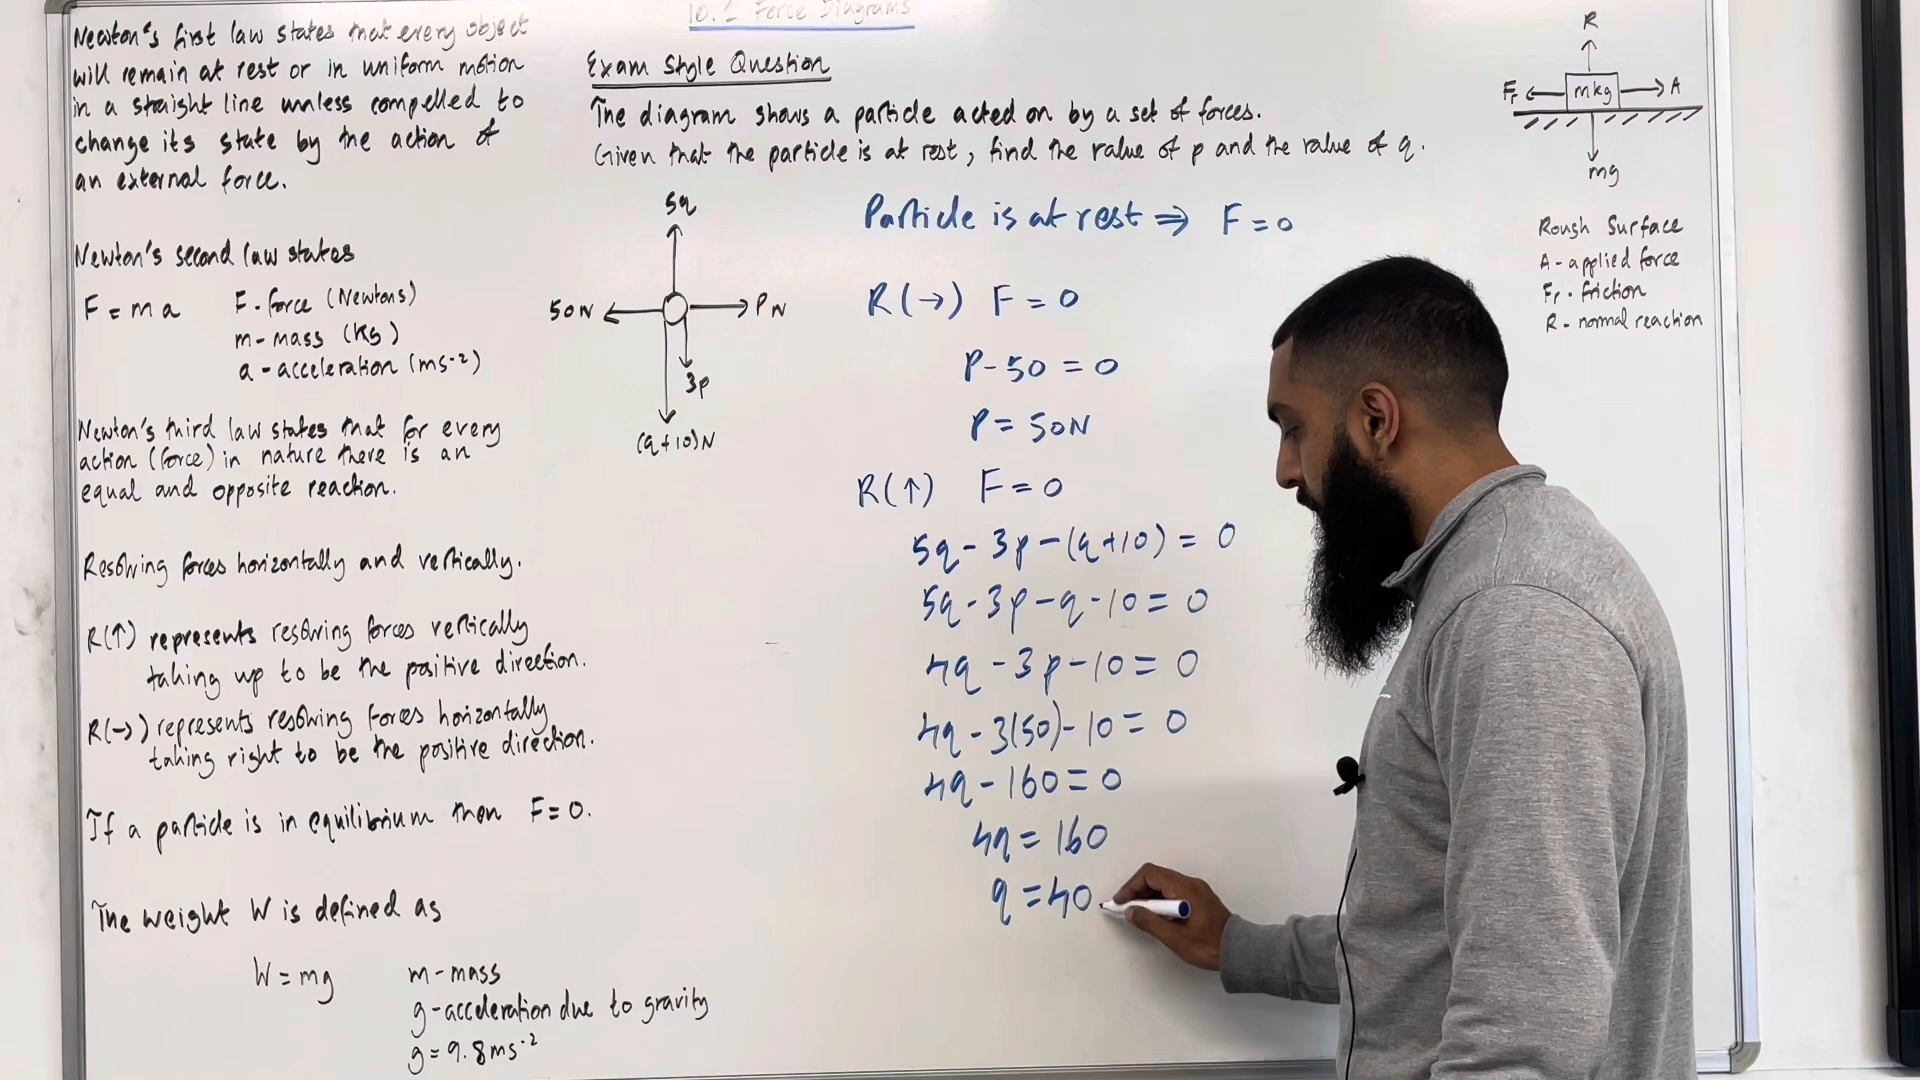 10.1 Force Diagrams
Newton's first law states that every object
will remain at rest or in uniform motion
in a straight line unless compelled to
change its state by the action of
an external force.
Newton's second law states
F = ma
F - force (Newtons)
m - mass (kg)
a - acceleration (ms⁻²)
Newton's third law states that for every
action (force) in nature there is an
equal and opposite reaction.
Resolving forces horizontally and vertically.
R(↑) represents resolving forces vertically
taking up to be the positive direction.
R(→) represents resolving forces horizontally
taking right to be the positive direction.
If a particle is in equilibrium then F = 0.
The weight W is defined as
W = mg
m - mass
g - acceleration due to gravity
g = 9.8ms⁻²
Exam Style Question
The diagram shows a particle acted on by a set of forces.
Given that the particle is at rest, find the value of p and the value of q.
5q
50N
PN
3p
(q+10)N
Particle is at rest ⇒ F = 0
R(→) F = 0
P - 50 = 0
P = 50N
R(↑) F = 0
5q - 3p - (q+10) = 0
5q - 3p - q - 10 = 0
4q - 3p - 10 = 0
4q - 3(50) - 10 = 0
4q - 160 = 0
4q = 160
q = 40
R
Fr
mkg
A
mg
Rough Surface
A - applied force
Fr - friction
R - normal reaction